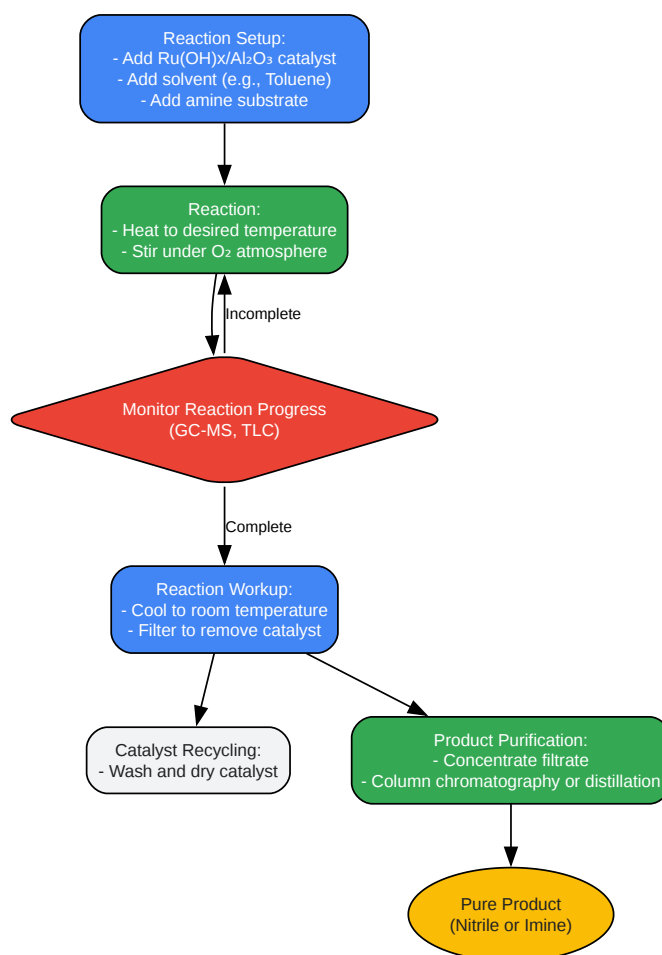 Reaction Setup:
- Add Ru(OH)x/Al₂O₃ catalyst
- Add solvent (e.g., Toluene)
- Add amine substrate
Reaction:
- Heat to desired temperature
- Stir under O₂ atmosphere
Incomplete
Monitor Reaction Progress
(GC-MS, TLC)
Complete
Reaction Workup:
- Cool to room temperature
- Filter to remove catalyst
Catalyst Recycling:
- Wash and dry catalyst
Product Purification:
- Concentrate filtrate
- Column chromatography or distillation
Pure Product
(Nitrile or Imine)